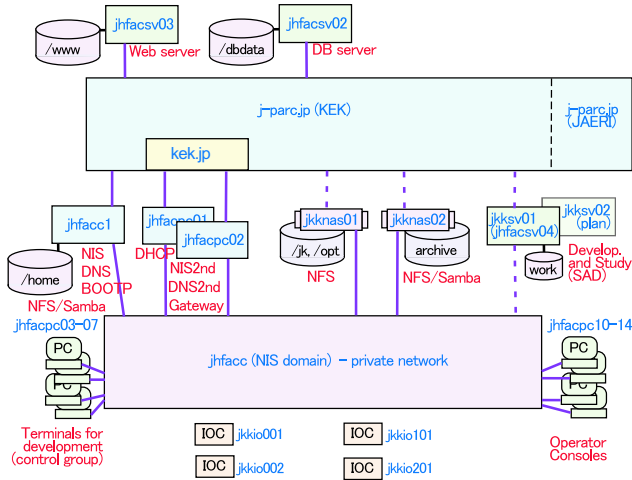 jhfacsv03
/www
Web server
jhfacsv02
/dbdata
DB server
j-parc.jp (KEK)
j-parc.jp
(JAERI)
kek.jp
jhfacc1
/home
NIS
DNS
BOOTP
NFS/Samba
jhfacpc01
DHCP
jhfacpc02
NIS2nd
DNS2nd
Gateway
jkknas01
/jk, /opt
NFS
jkknas02
archive
NFS/Samba
jkksv01
(jhfacsv04)
work
jkksv02
(plan)
Develop.
and Study
(SAD)
jhfacpc03-07
PC
PC
Terminals for
development
(control group)
jhfacc (NIS domain) - private network
jhfacpc10-14
PC
PC
Operator
Consoles
IOC jkkio001
IOC jkkio101
IOC jkkio002
IOC jkkio201